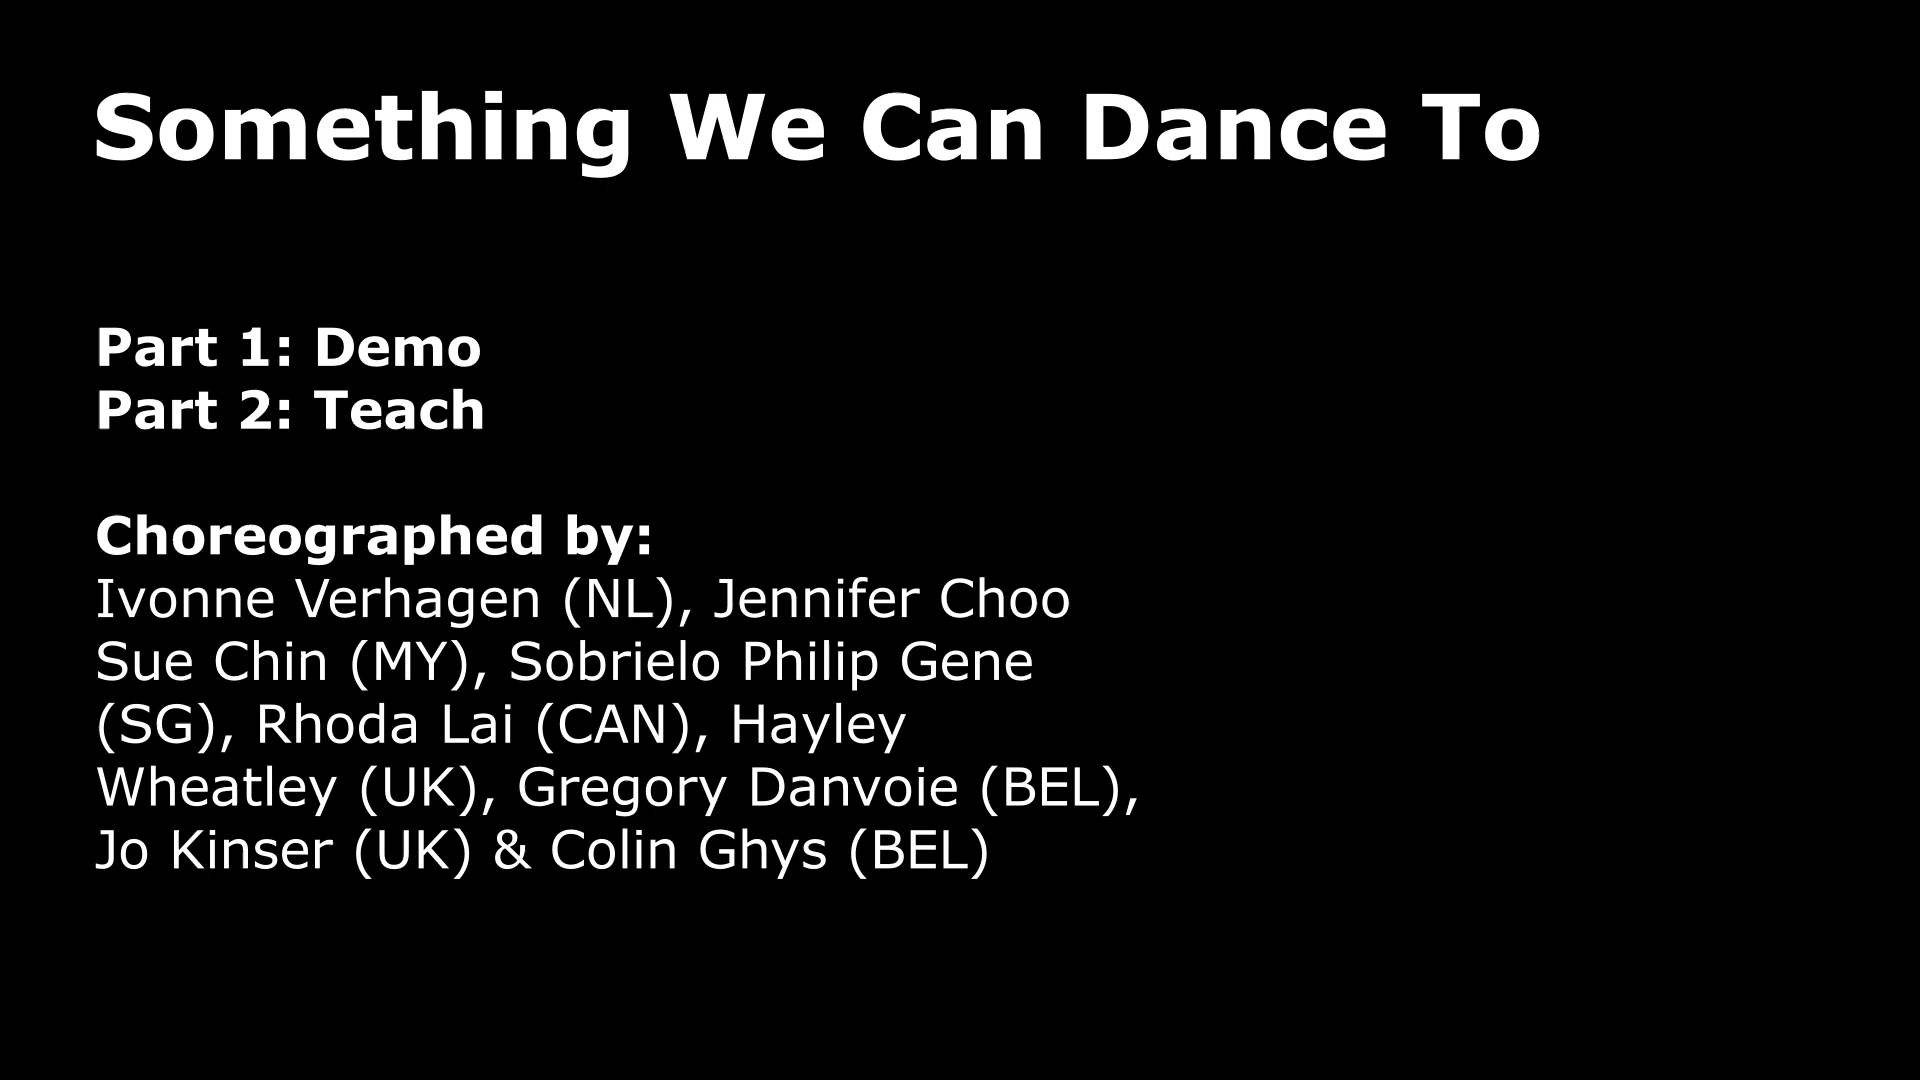 Something We Can Dance To
Part 1: Demo
Part 2: Teach
Choreographed by:
Ivonne Verhagen (NL), Jennifer Choo
Sue Chin (MY), Sobrielo Philip Gene
(SG), Rhoda Lai (CAN), Hayley
Wheatley (UK), Gregory Danvoie (BEL),
Jo Kinser (UK) & Colin Ghys (BEL)